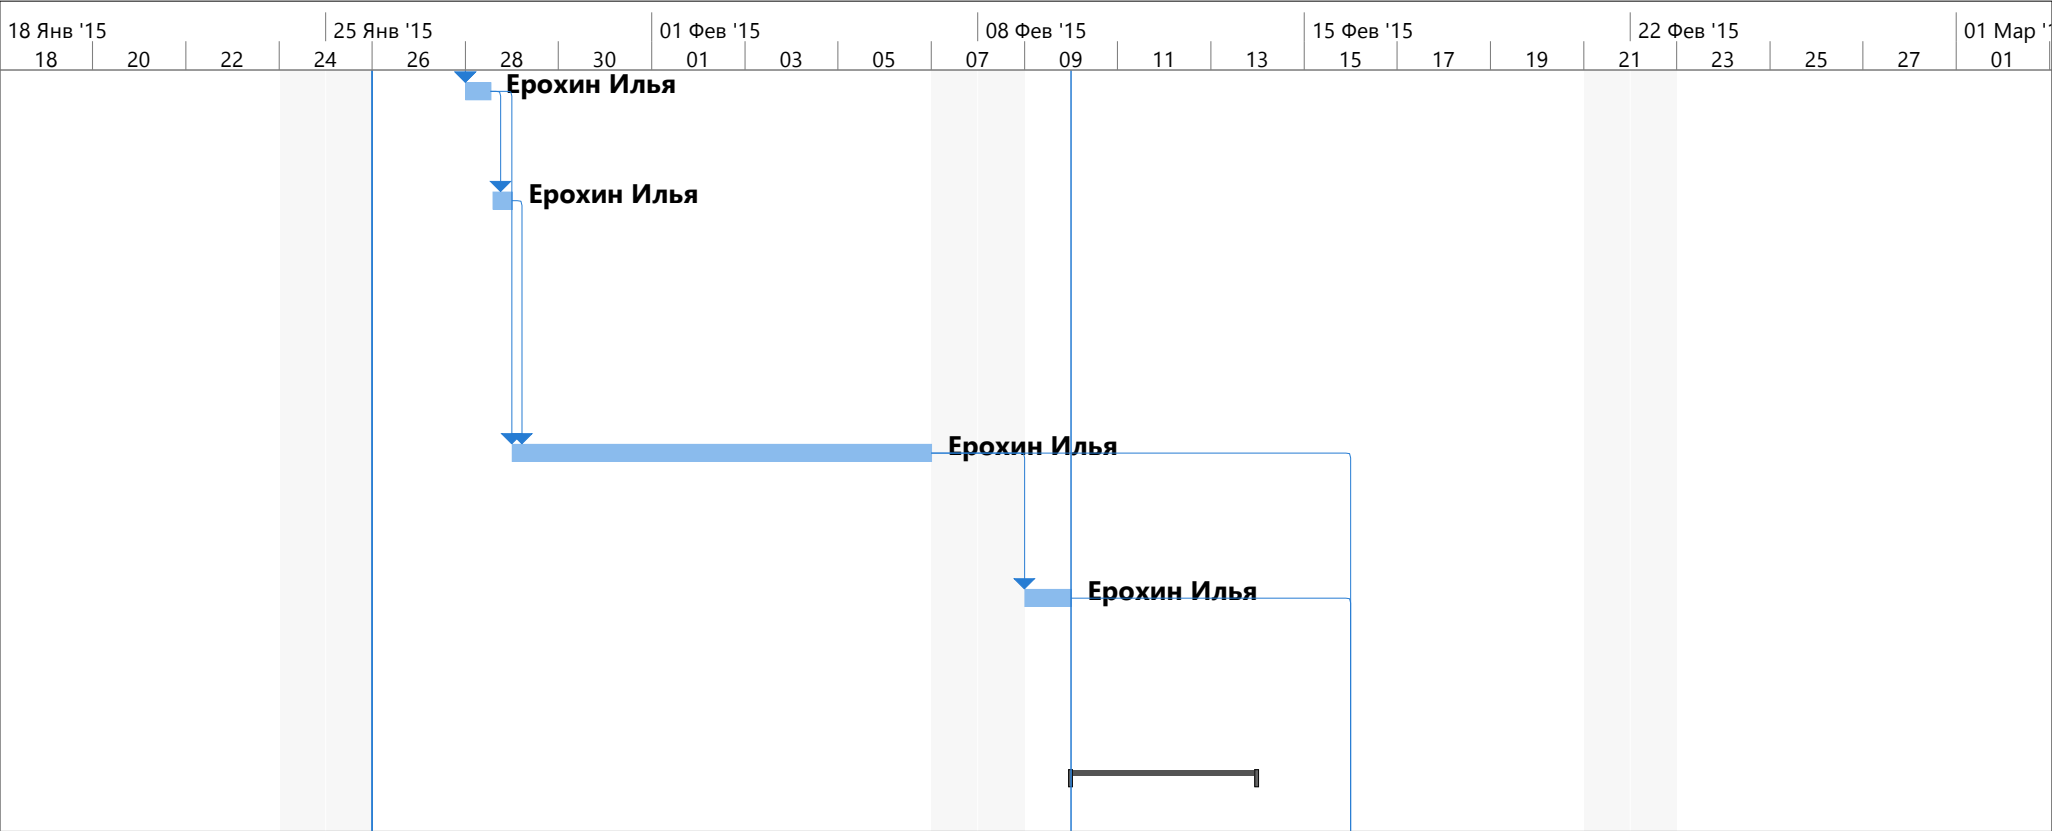 18 Янв '15 25 Янв '15 01 Фев '15 08 Фев '15 15 Фев '15 22 Фев '15 01 Мар
18 20 22 24 26 28 30 01 03 05 07 09 11 13 15 17 19 21 23 25 27 01
Ерохин Илья
Ерохин Илья
Ерохин Илья
Ерохин Илья